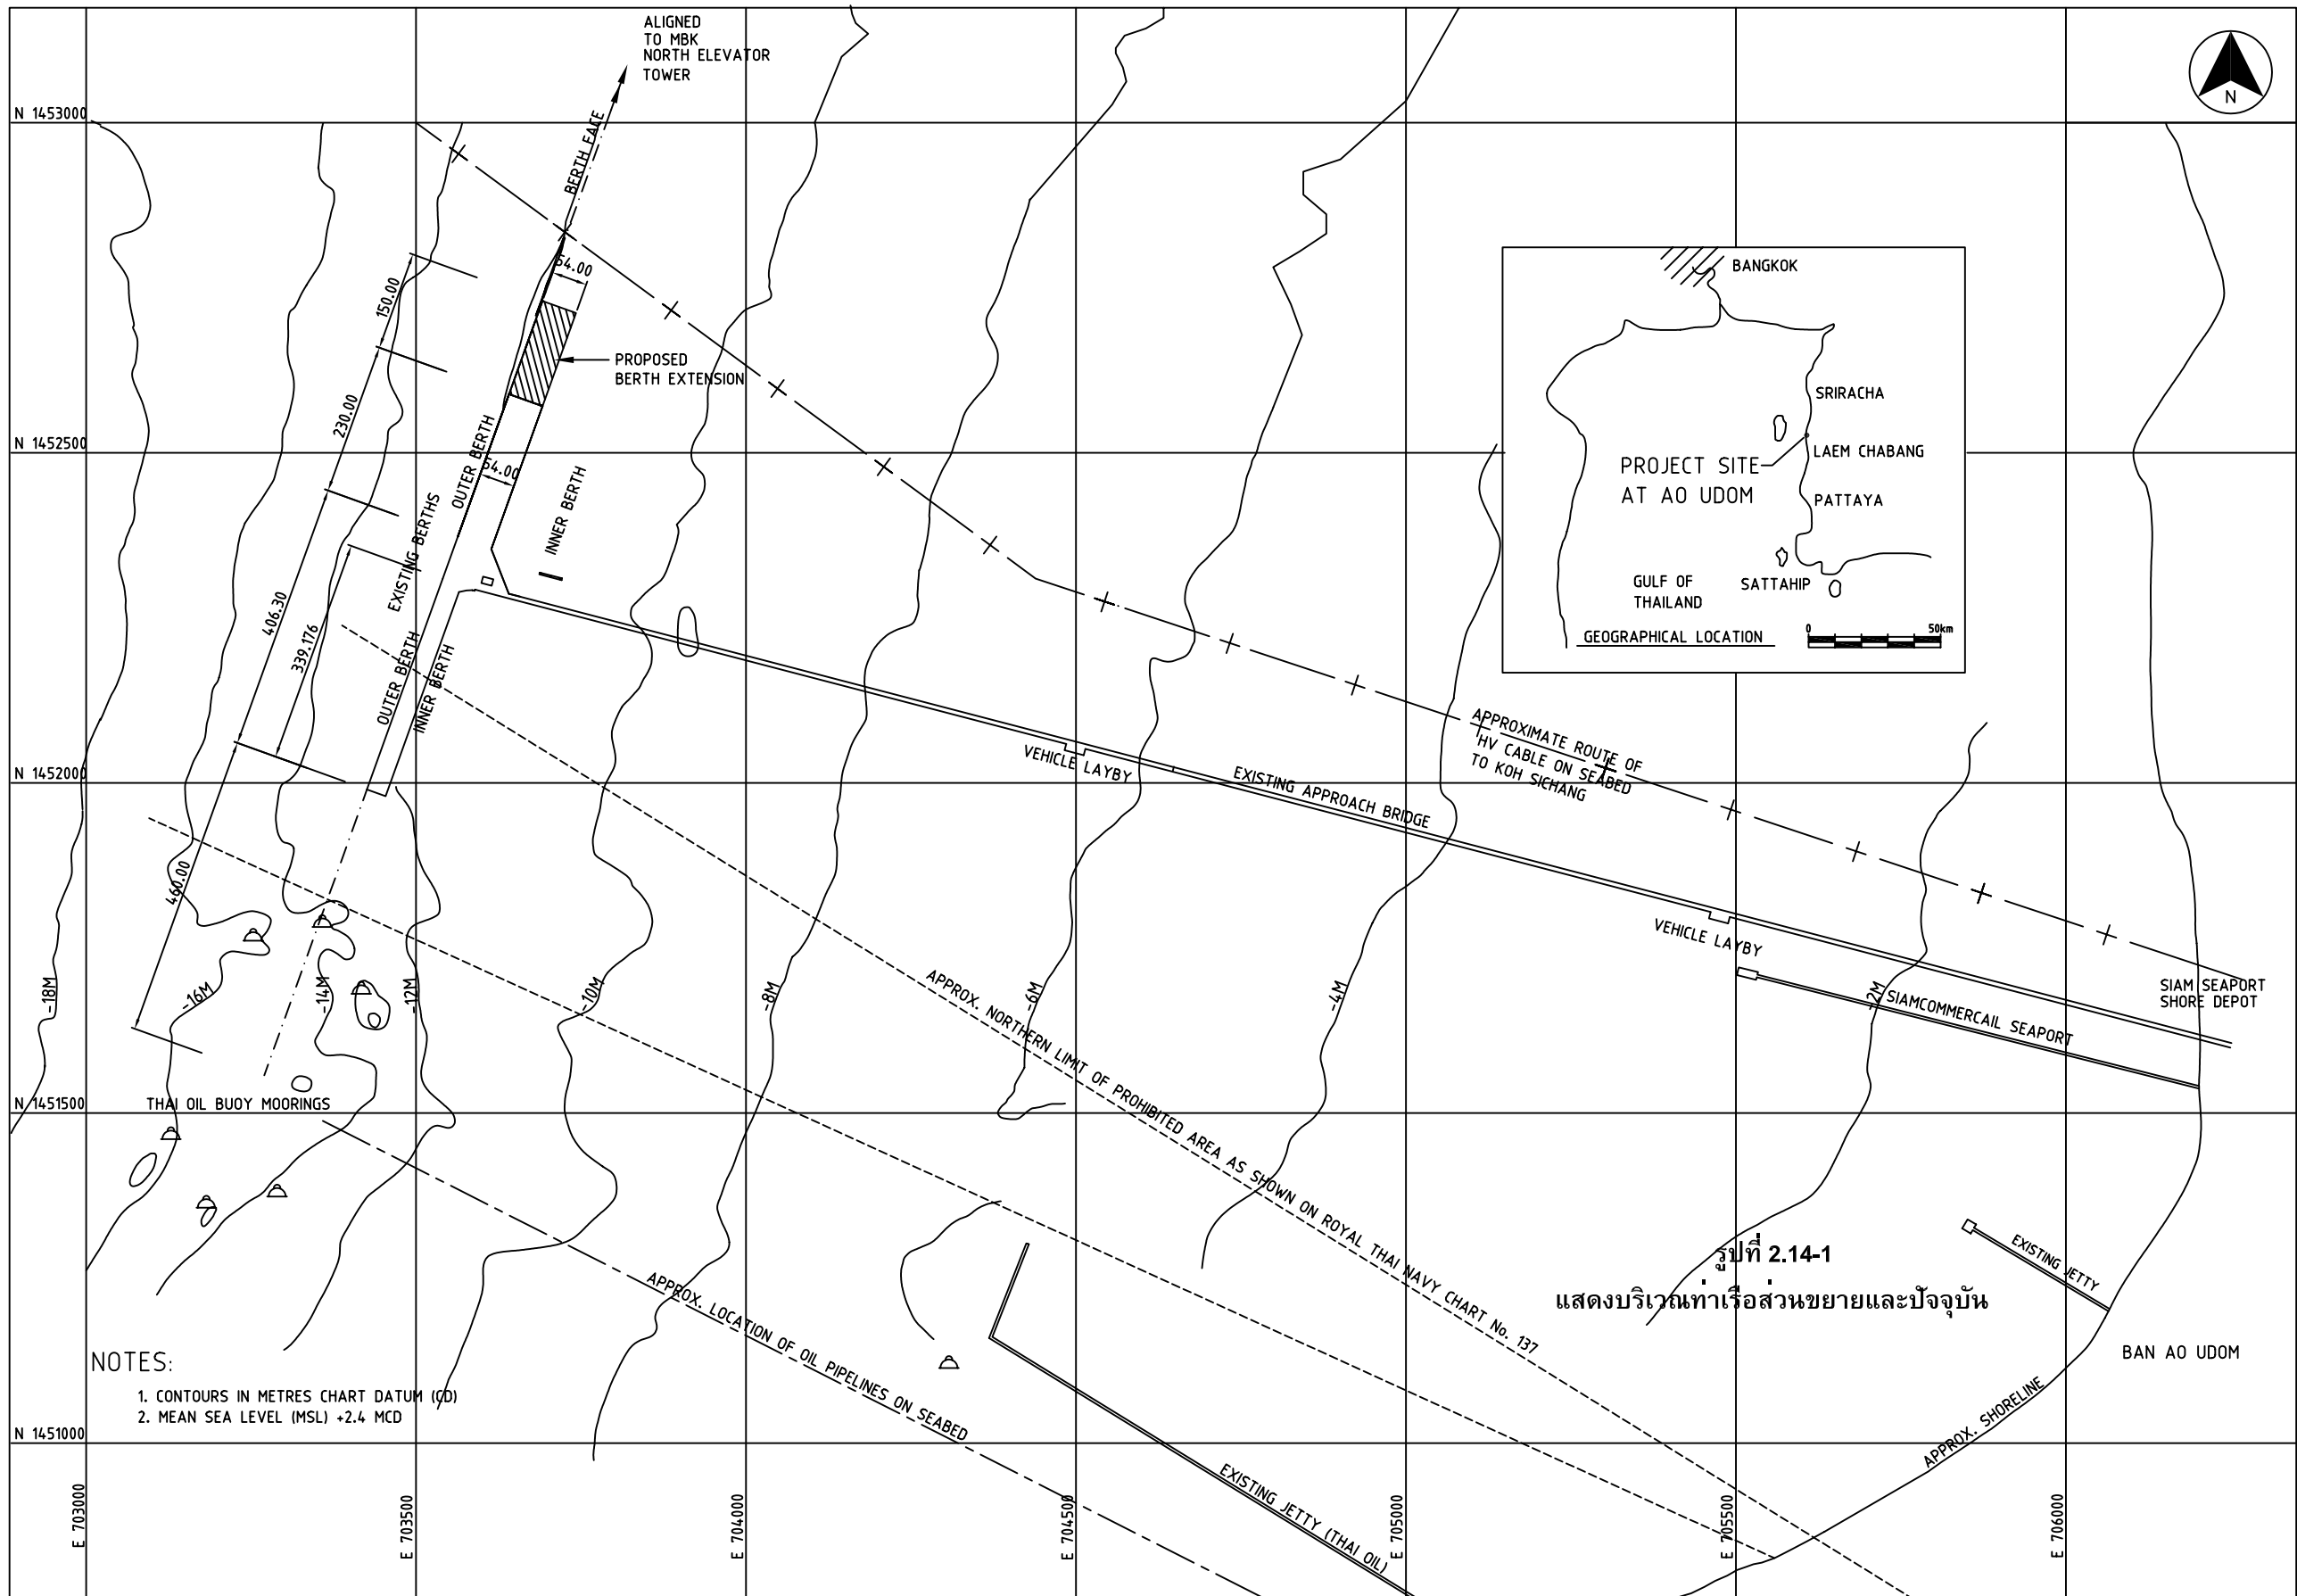 ALIGNED
TO MBK
NORTH ELEVATOR
TOWER
N
N 1453000
BERTH FACE
54.00
150.00
PROPOSED
BERTH EXTENSION
230.00
N 1452500
OUTER BERTH
54.00
INNER BERTH
EXISTING BERTHS
406.30
339.176
OUTER BERTH
INNER BERTH
BANGKOK
SRIRACHA
LAEM CHABANG
PROJECT SITE
AT AO UDOM
PATTAYA
GULF OF
THAILAND
SATTAHIP
GEOGRAPHICAL LOCATION
0
50km
N 1452000
VEHICLE LAYBY
EXISTING APPROACH BRIDGE
APPROXIMATE ROUTE OF
HV CABLE ON SEABED
TO KOH SICHANG
460.00
VEHICLE LAYBY
-18M
-16M
-14M
-12M
-10M
-8M
-6M
-4M
-2M
SIAMCOMMERCAIL SEAPORT
SIAM SEAPORT
SHORE DEPOT
APPROX. NORTHERN LIMIT OF PROHIBITED AREA AS SHOWN ON ROYAL THAI NAVY CHART No. 137
N 1451500
THAI OIL BUOY MOORINGS
APPROX. LOCATION OF OIL PIPELINES ON SEABED
รูปที่ 2.14-1
แสดงบริเวณท่าเรือส่วนขยายและปัจจุบัน
EXISTING JETTY
BAN AO UDOM
NOTES:
1. CONTOURS IN METRES CHART DATUM (CD)
2. MEAN SEA LEVEL (MSL) +2.4 MCD
APPROX. SHORELINE
N 1451000
EXISTING JETTY (THAI OIL)
E 703000
E 703500
E 704000
E 704500
E 705000
E 705500
E 706000